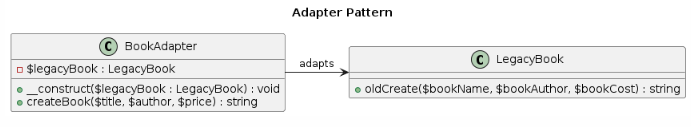 Adapter Pattern
C BookAdapter
$legacyBook : LegacyBook
__construct($legacyBook : LegacyBook) : void
createBook($title, $author, $price) : string
adapts
C LegacyBook
oldCreate($bookName, $bookAuthor, $bookCost) : string